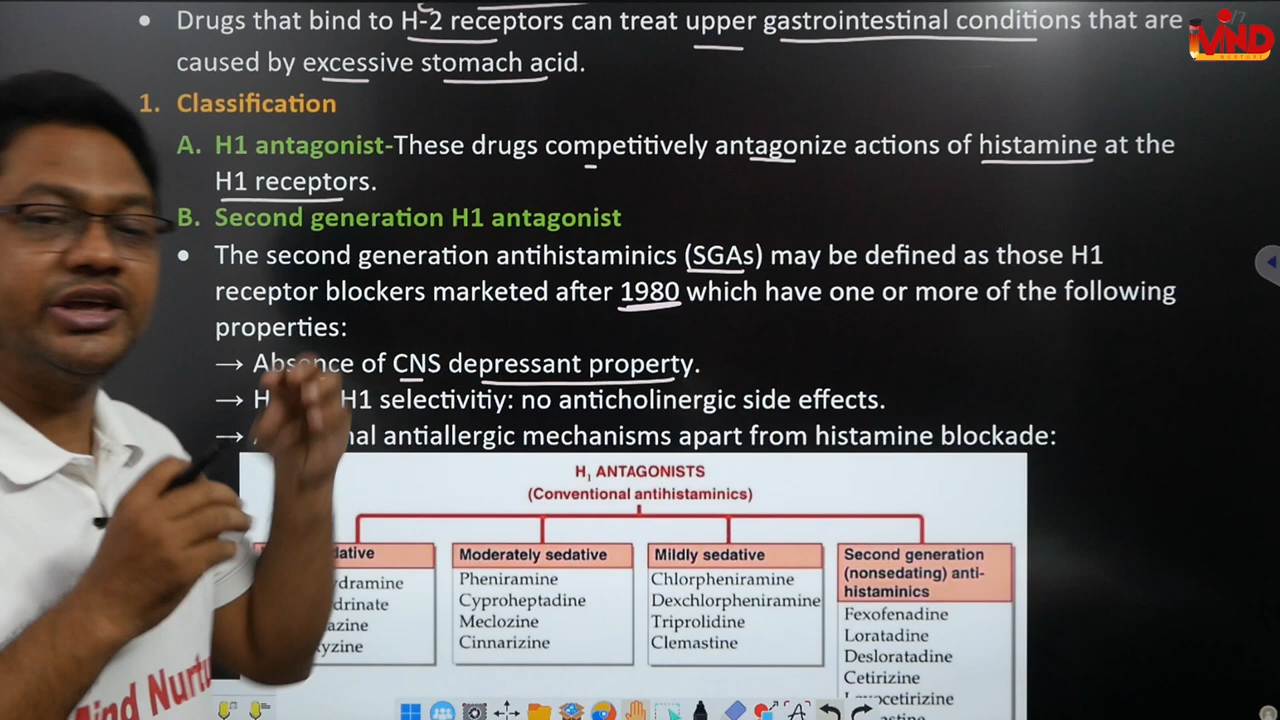 • Drugs that bind to H-2 receptors can treat upper gastrointestinal conditions that are
caused by excessive stomach acid.
1. Classification
A. H1 antagonist-These drugs competitively antagonize actions of histamine at the
H1 receptors.
B. Second generation H1 antagonist
• The second generation antihistaminics (SGAs) may be defined as those H1
receptor blockers marketed after 1980 which have one or more of the following
properties:
→ Absence of CNS depressant property.
→ H1 selectivitiy: no anticholinergic side effects.
→ antiallergic mechanisms apart from histamine blockade:
H₁ ANTAGONISTS
(Conventional antihistaminics)
Moderately sedative
Pheniramine
Cyproheptadine
Meclozine
Cinnarizine
Mildly sedative
Chlorpheniramine
Dexchlorpheniramine
Triprolidine
Clemastine
Second generation
(nonsedating) anti-
histaminics
Fexofenadine
Loratadine
Desloratadine
Cetirizine
MIND
NURTURE
Mind Nurtu